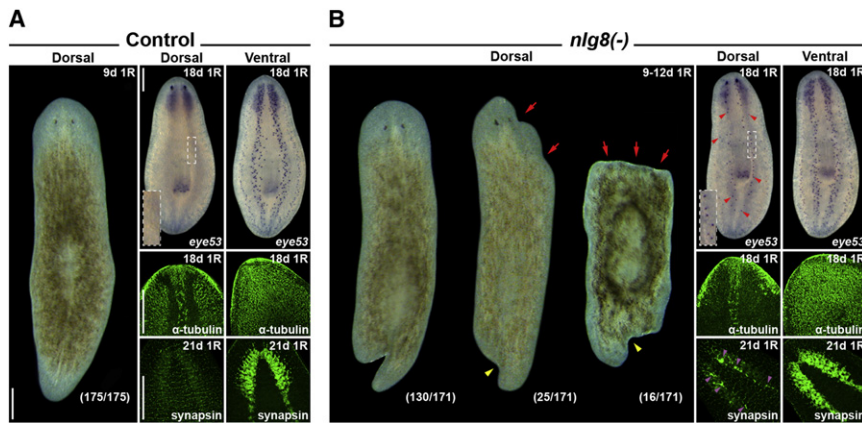 A
Control
Dorsal
9d 1R
Dorsal
18d 1R
eye53
Ventral
18d 1R
eye53
18d 1R
α-tubulin
18d 1R
α-tubulin
21d 1R
synapsin
21d 1R
synapsin
(175/175)
B
nlg8(-)
Dorsal
9-12d 1R
(130/171)
(25/171)
(16/171)
Dorsal
18d 1R
eye53
Ventral
18d 1R
eye53
18d 1R
α-tubulin
18d 1R
α-tubulin
21d 1R
synapsin
21d 1R
synapsin